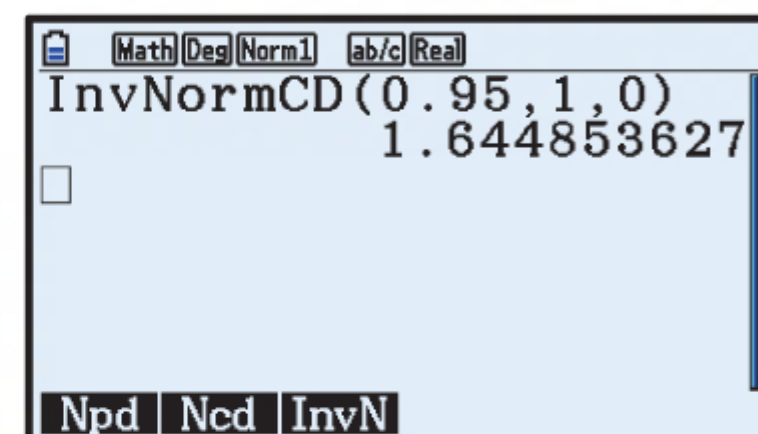 Math Deg Norm1 ab/c Real
InvNormCD(0.95,1,0)
1.644853627
Npd Ncd InvN